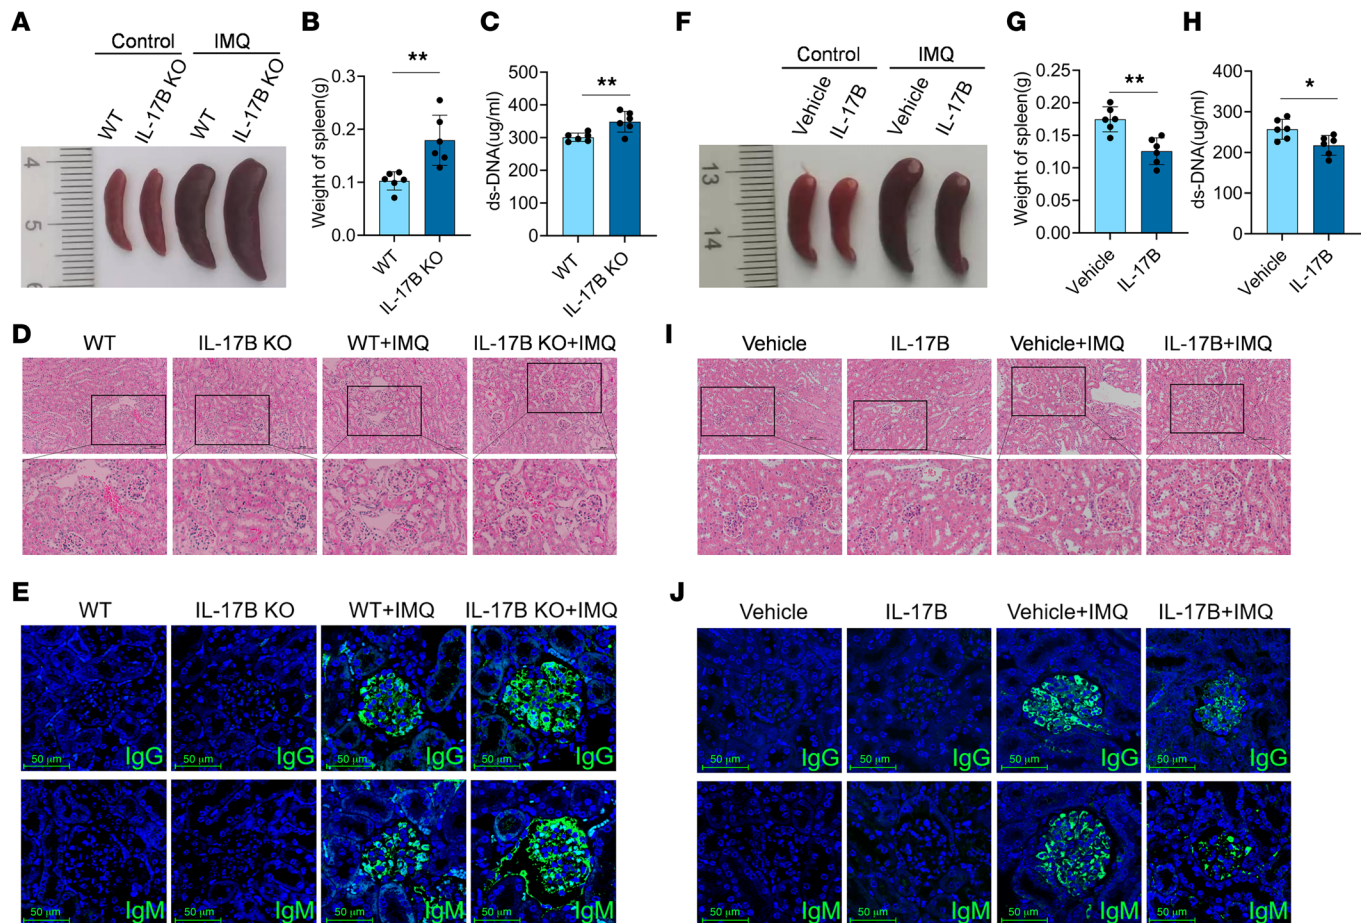 A
Control
IMQ
WT
IL-17B KO
WT
IL-17B KO
4
5
6
B
**
Weight of spleen(g)
0.3
0.2
0.1
0.0
WT
IL-17B KO
C
**
ds-DNA(ug/ml)
500
400
300
200
100
0
WT
IL-17B KO
F
Control
IMQ
Vehicle
IL-17B
Vehicle
IL-17B
13
14
G
**
Weight of spleen(g)
0.25
0.20
0.15
0.10
0.05
0.00
Vehicle
IL-17B
H
*
ds-DNA(ug/ml)
400
300
200
100
0
Vehicle
IL-17B
D
WT
IL-17B KO
WT+IMQ
IL-17B KO+IMQ
I
Vehicle
IL-17B
Vehicle+IMQ
IL-17B+IMQ
E
WT
IL-17B KO
WT+IMQ
IL-17B KO+IMQ
50 μm IgG
50 μm IgG
50 μm IgG
50 μm IgG
50 μm IgM
50 μm IgM
50 μm IgM
50 μm IgM
J
Vehicle
IL-17B
Vehicle+IMQ
IL-17B+IMQ
50 μm IgG
50 μm IgG
50 μm IgG
50 μm IgG
50 μm IgM
50 μm IgM
50 μm IgM
50 μm IgM